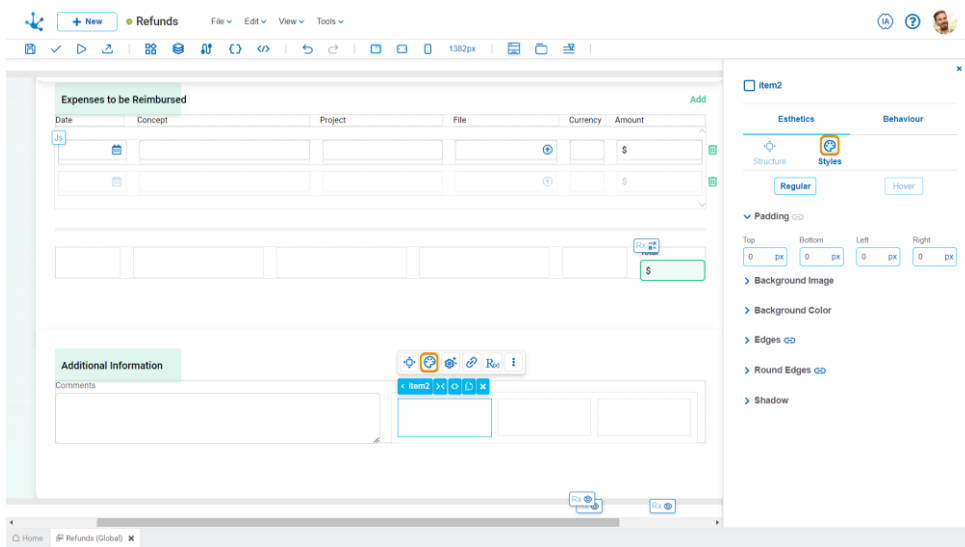 + New
Refunds
File
Edit
View
Tools
IA
?
1382px
Expenses to be Reimbursed
Add
Date
Concept
Project
File
Currency
Amount
Js
$
$
Rx
Total
$
Additional Information
Comments
R(x)
< item2
Rx
Rx
Rx
item2
Esthetics
Behaviour
Structure
Styles
Regular
Hover
Padding
Top
Bottom
Left
Right
0 px
0 px
0 px
0 px
Background Image
Background Color
Edges
Round Edges
Shadow
Home
Refunds (Global)